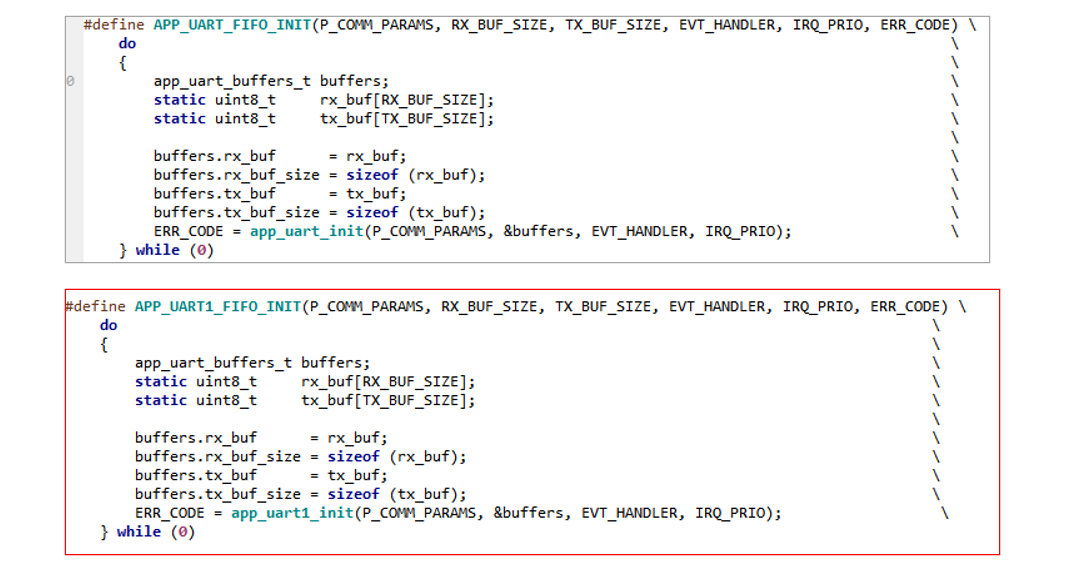 #define APP_UART_FIFO_INIT(P_COMM_PARAMS, RX_BUF_SIZE, TX_BUF_SIZE, EVT_HANDLER, IRQ_PRIO, ERR_CODE) \
    do                                                                                             \
    {                                                                                              \
0       app_uart_buffers_t buffers;                                                                \
        static uint8_t     rx_buf[RX_BUF_SIZE];                                                    \
        static uint8_t     tx_buf[TX_BUF_SIZE];                                                    \
                                                                                                   \
        buffers.rx_buf      = rx_buf;                                                              \
        buffers.rx_buf_size = sizeof (rx_buf);                                                     \
        buffers.tx_buf      = tx_buf;                                                              \
        buffers.tx_buf_size = sizeof (tx_buf);                                                     \
        ERR_CODE = app_uart_init(P_COMM_PARAMS, &buffers, EVT_HANDLER, IRQ_PRIO);                  \
    } while (0)
#define APP_UART1_FIFO_INIT(P_COMM_PARAMS, RX_BUF_SIZE, TX_BUF_SIZE, EVT_HANDLER, IRQ_PRIO, ERR_CODE) \
    do                                                                                             \
    {                                                                                              \
        app_uart_buffers_t buffers;                                                                \
        static uint8_t     rx_buf[RX_BUF_SIZE];                                                    \
        static uint8_t     tx_buf[TX_BUF_SIZE];                                                    \
                                                                                                   \
        buffers.rx_buf      = rx_buf;                                                              \
        buffers.rx_buf_size = sizeof (rx_buf);                                                     \
        buffers.tx_buf      = tx_buf;                                                              \
        buffers.tx_buf_size = sizeof (tx_buf);                                                     \
        ERR_CODE = app_uart1_init(P_COMM_PARAMS, &buffers, EVT_HANDLER, IRQ_PRIO);                  \
    } while (0)